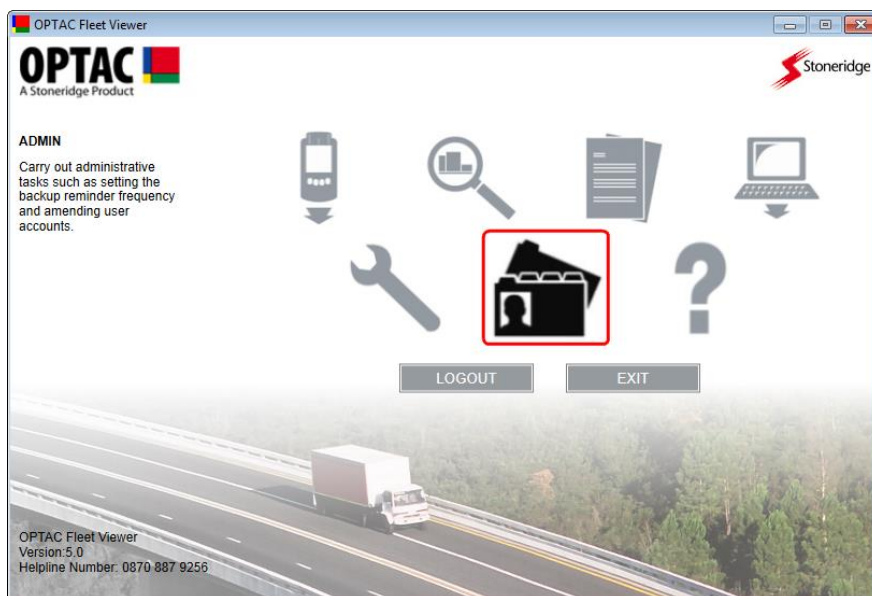 OPTAC Fleet Viewer
OPTAC
A Stoneridge Product
Stoneridge
ADMIN
Carry out administrative
tasks such as setting the
backup reminder frequency
and amending user
accounts.
?
LOGOUT
EXIT
OPTAC Fleet Viewer
Version:5.0
Helpline Number: 0870 887 9256